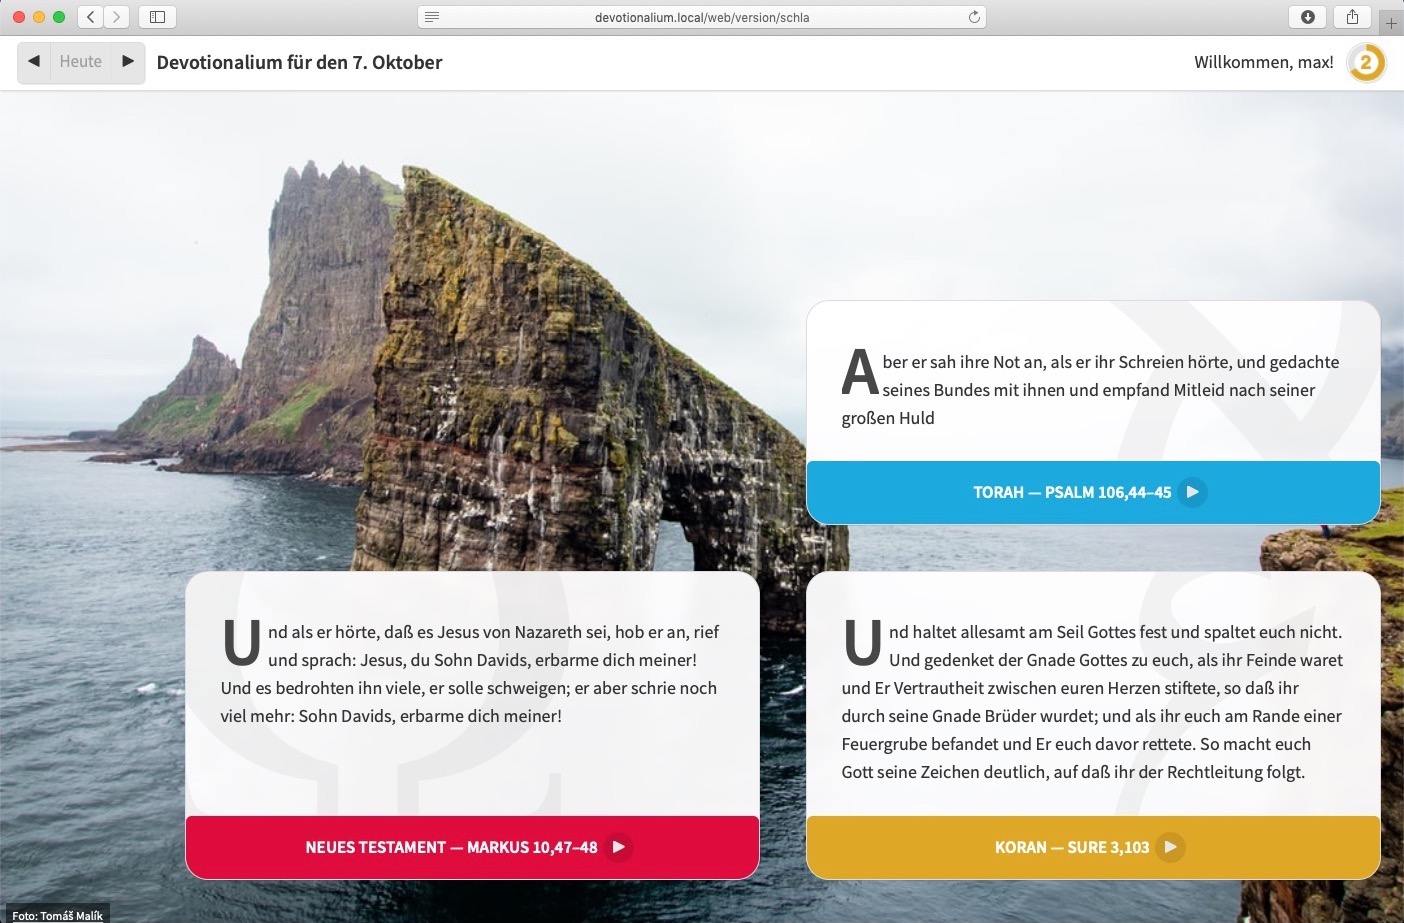 devotionalium.local/web/version/schla
Heute
Devotionalium für den 7. Oktober
Willkommen, max!
2
Aber er sah ihre Not an, als er ihr Schreien hörte, und gedachte
seines Bundes mit ihnen und empfand Mitleid nach seiner
großen Huld
TORAH — PSALM 106,44–45
Und als er hörte, daß es Jesus von Nazareth sei, hob er an, rief
und sprach: Jesus, du Sohn Davids, erbarme dich meiner!
Und es bedrohten ihn viele, er solle schweigen; er aber schrie noch
viel mehr: Sohn Davids, erbarme dich meiner!
NEUES TESTAMENT — MARKUS 10,47–48
Und haltet allesamt am Seil Gottes fest und spaltet euch nicht.
Und gedenket der Gnade Gottes zu euch, als ihr Feinde waret
und Er Vertrautheit zwischen euren Herzen stiftete, so daß ihr
durch seine Gnade Brüder wurdet; und als ihr euch am Rande einer
Feuergrube befandet und Er euch davor rettete. So macht euch
Gott seine Zeichen deutlich, auf daß ihr der Rechtleitung folgt.
KORAN — SURE 3,103
Foto: Tomáš Malík